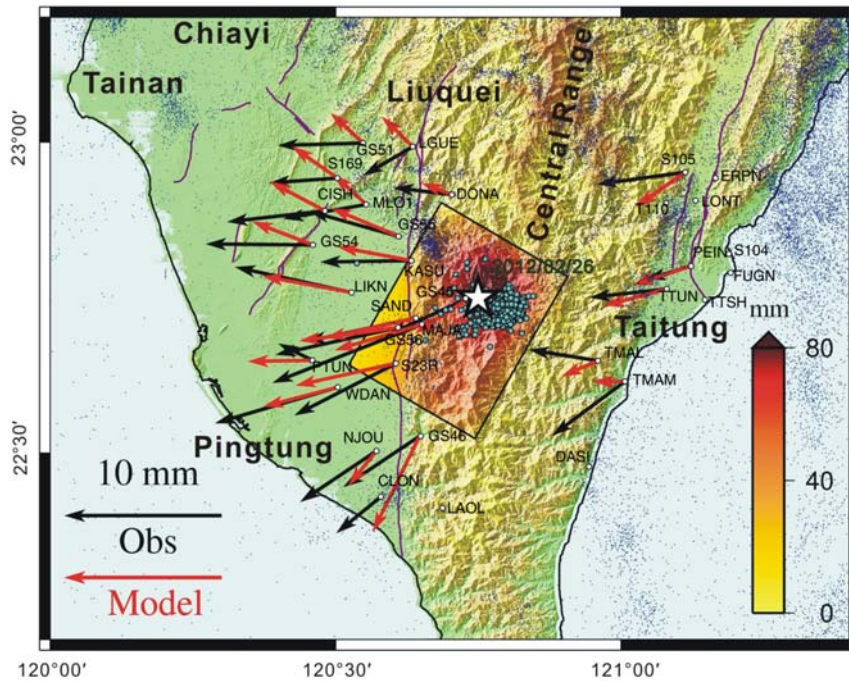 Chiayi
Tainan
Liuquei
Central Range
23°00'
GS51
LGUE
S169
S105
ERPN
CISH
MLO1
DONA
T110
LONT
GS55
GS54
S104
KASU
2012/02/26
PEIN
FUGN
LIKN
TTUN
TTSH
SAND
MAJA
mm
Taitung
GS56
80
PTUN
S23R
TMAL
WDAN
TMAM
Pingtung
NJOU
GS46
22°30'
DASI
10 mm
CLON
40
LAOL
Obs
Model
0
120°00'
120°30'
121°00'